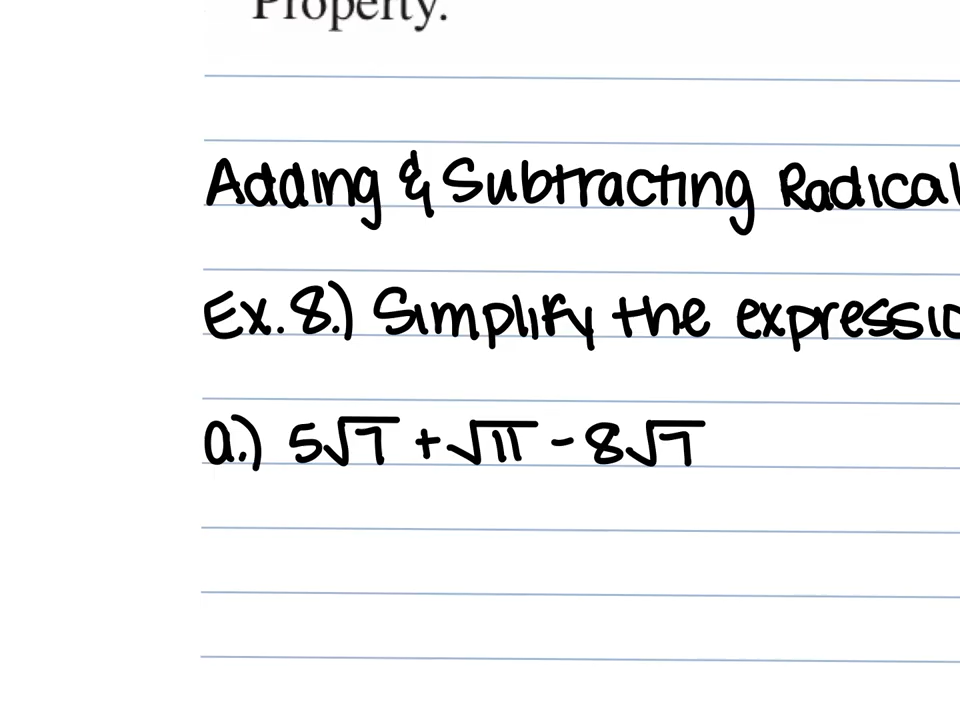 Property.
Adding & Subtracting Radical
Ex. 8.) Simplify the expressio
a.) 5√7 + √11 - 8√7